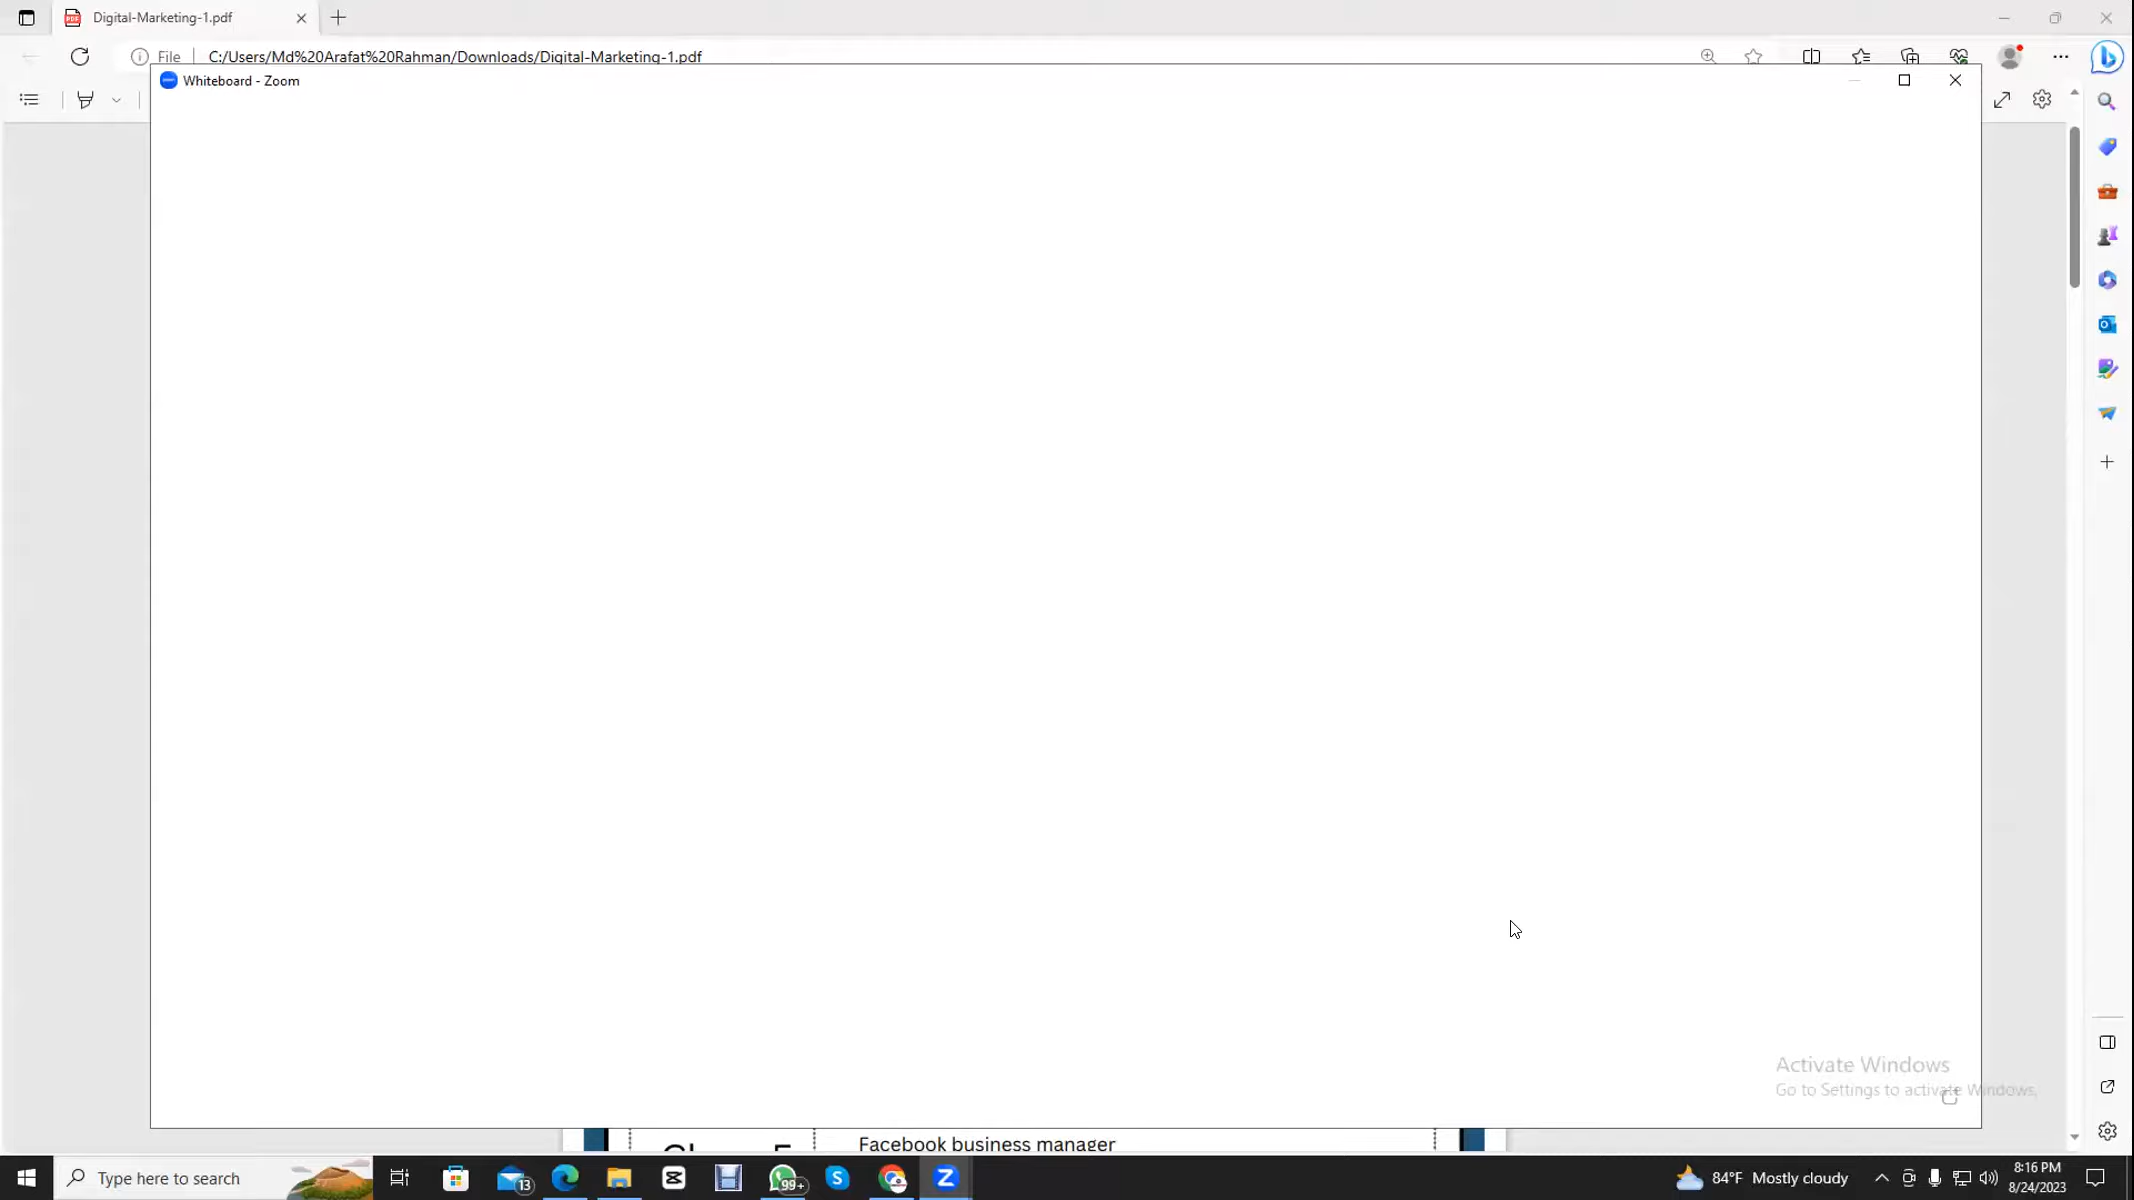 Digital-Marketing-1.pdf
File
C:/Users/Md%20Arafat%20Rahman/Downloads/Digital-Marketing-1.pdf
Whiteboard - Zoom
Activate Windows
Go to Settings to activate Windows.
Facebook business manager
Type here to search
13
99+
84°F Mostly cloudy
8:16 PM
8/24/2023